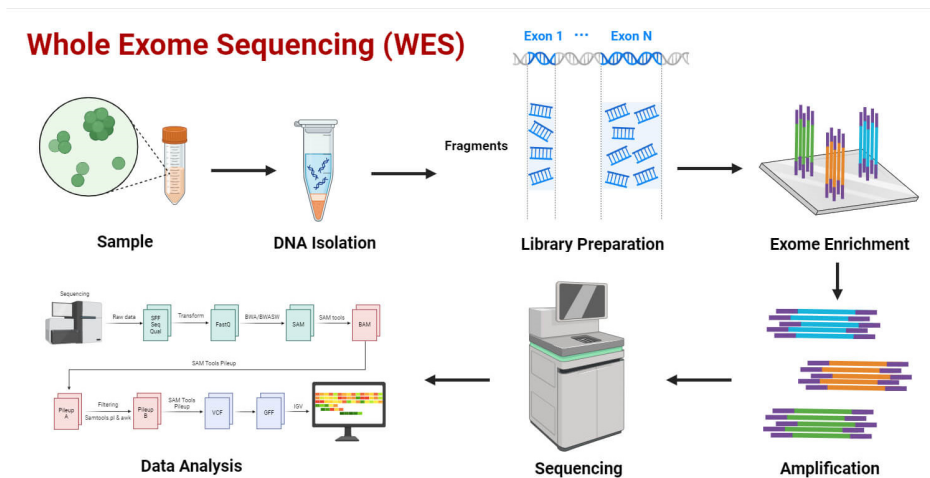 Whole Exome Sequencing (WES)
Exon 1 ... Exon N
Fragments
Sample
DNA Isolation
Library Preparation
Exome Enrichment
Sequencing
Raw data
SFF
Seq
Qual
Transform
FastQ
BWA/BWASW
SAM
SAM tools
BAM
SAM Tools Pileup
Pileup
A
Filtering
Samtools.pl & awk
Pileup
B
SAM Tools
Pileup
VCF
GFF
IGV
Data Analysis
Sequencing
Amplification